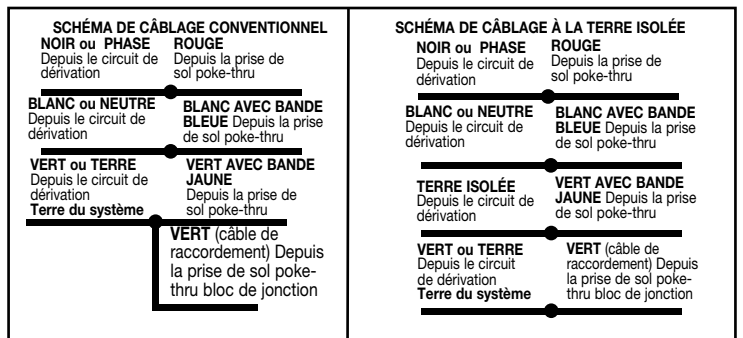 SCHÉMA DE CÂBLAGE CONVENTIONNEL
NOIR ou PHASE
Depuis le circuit de
dérivation
ROUGE
Depuis la prise de
sol poke-thru
BLANC ou NEUTRE
Depuis le circuit de
dérivation
BLANC AVEC BANDE
BLEUE Depuis la prise
de sol poke-thru
VERT ou TERRE
Depuis le circuit de
dérivation
Terre du système
VERT AVEC BANDE
JAUNE
Depuis la prise de
sol poke-thru
VERT (câble de
raccordement) Depuis
la prise de sol poke-
thru bloc de jonction
SCHÉMA DE CÂBLAGE À LA TERRE ISOLÉE
NOIR ou PHASE
Depuis le circuit de
dérivation
ROUGE
Depuis la prise de
sol poke-thru
BLANC ou NEUTRE
Depuis le circuit de
dérivation
BLANC AVEC BANDE
BLEUE Depuis la prise
de sol poke-thru
TERRE ISOLÉE
Depuis le circuit de
dérivation
VERT AVEC BANDE
JAUNE Depuis la prise
de sol poke-thru
VERT ou TERRE
Depuis le circuit
de dérivation
Terre du système
VERT (câble de
raccordement) Depuis
la prise de sol poke-
thru bloc de jonction